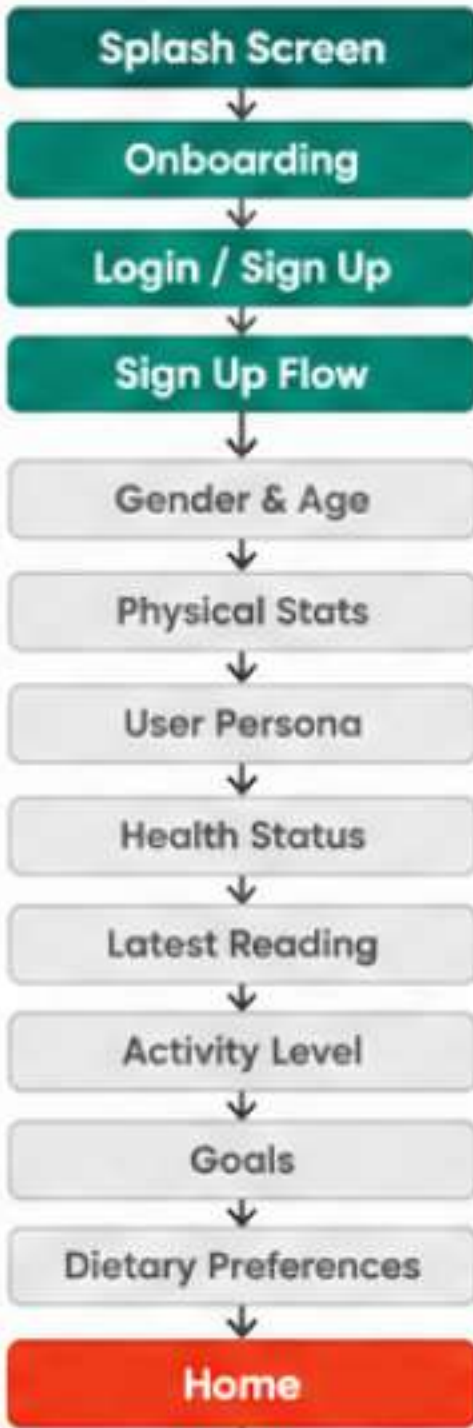 Splash Screen
Onboarding
Login / Sign Up
Sign Up Flow
Gender & Age
Physical Stats
User Persona
Health Status
Latest Reading
Activity Level
Goals
Dietary Preferences
Home